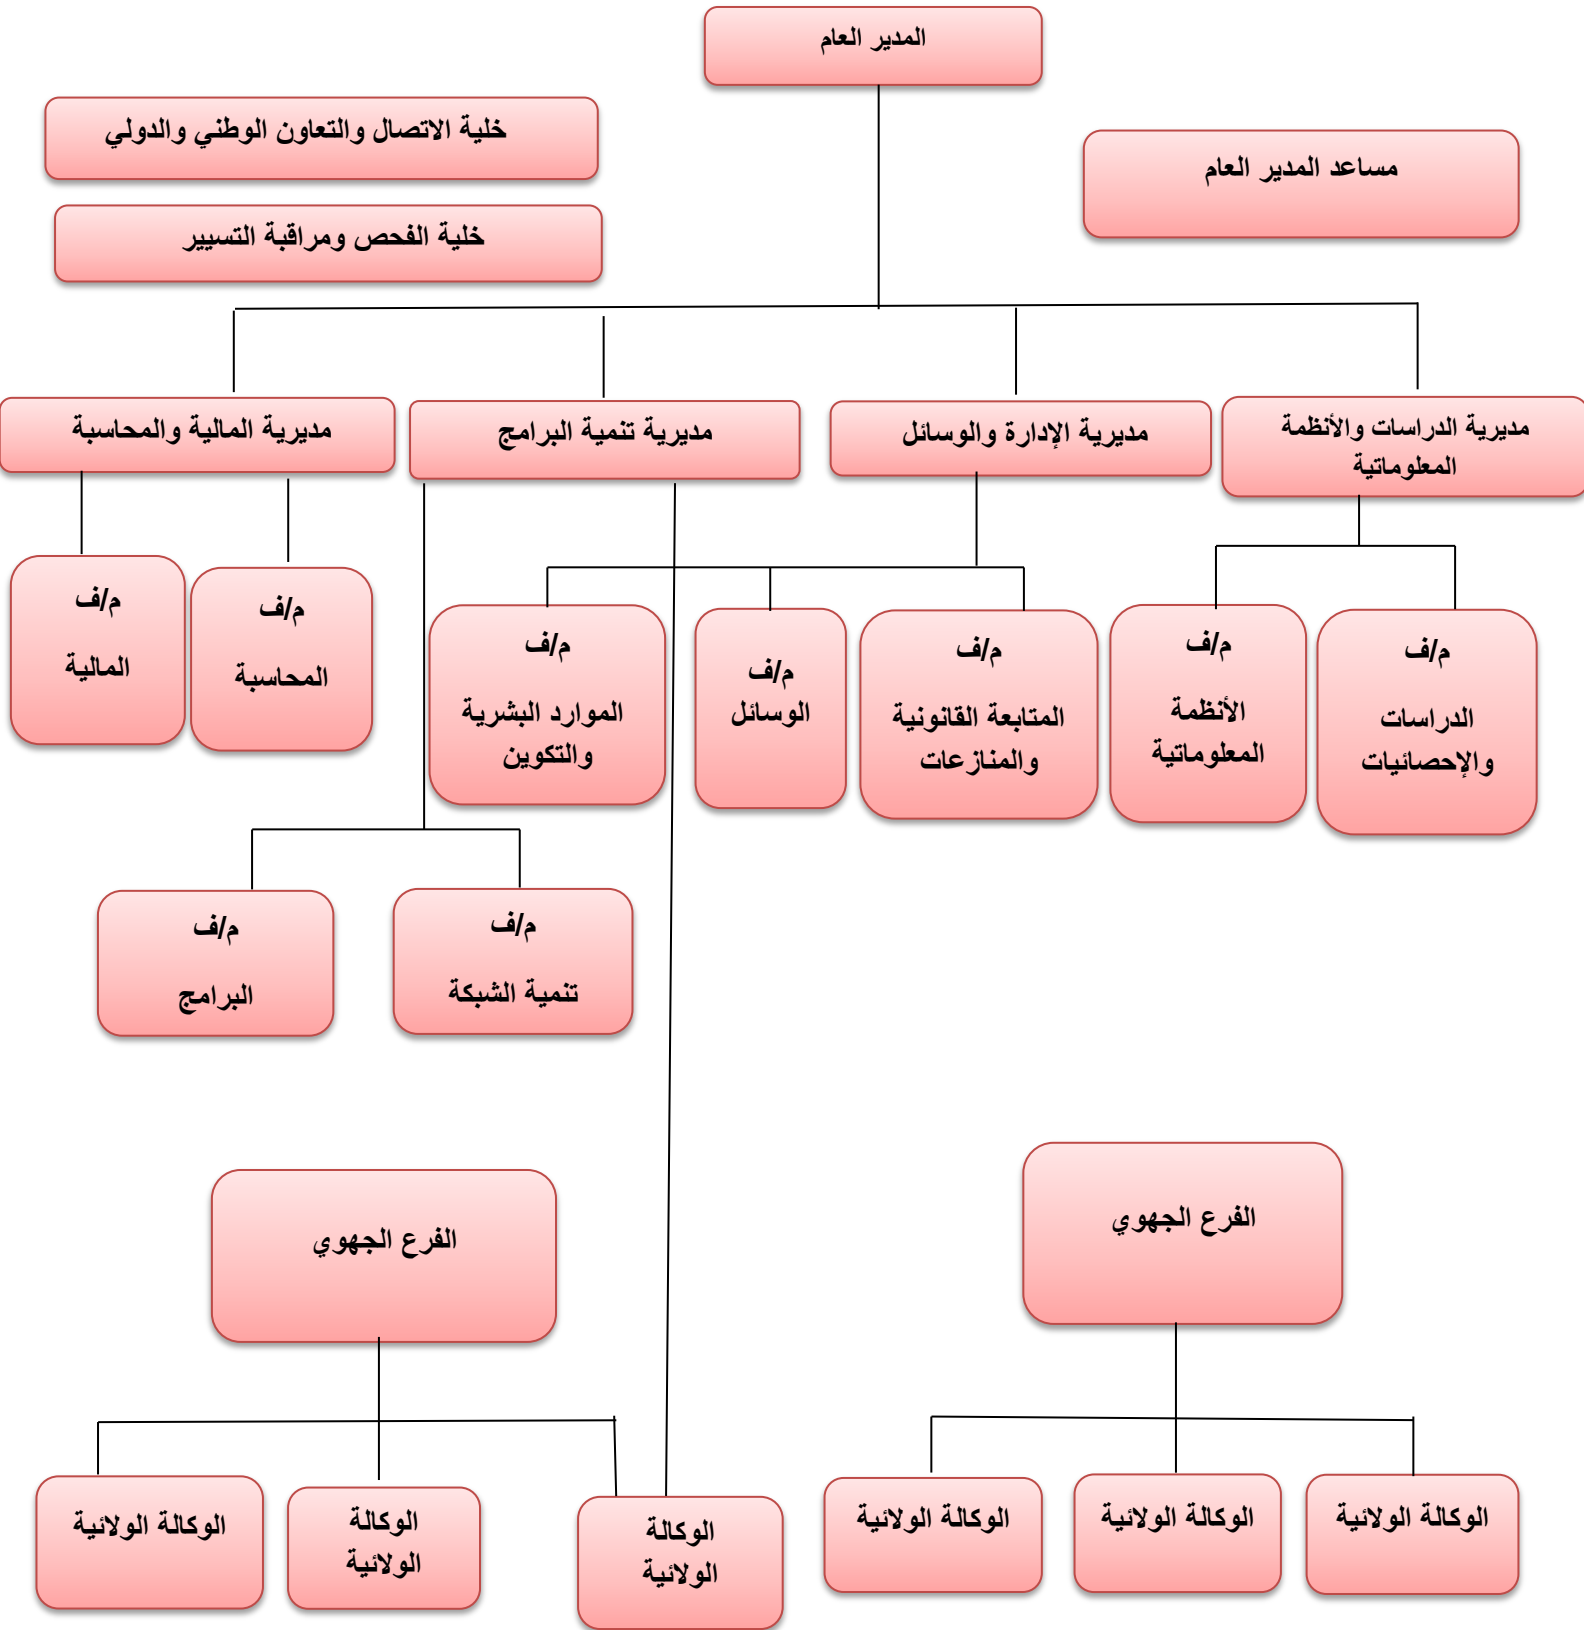 المدير العام
مساعد المدير العام
خلية الاتصال والتعاون الوطني والدولي
خلية الفحص ومراقبة التسيير
مديرية الدراسات والأنظمة
المعلوماتية
مديرية الإدارة والوسائل
مديرية تنمية البرامج
مديرية المالية والمحاسبة
م/ف
الدراسات
والإحصائيات
م/ف
الأنظمة
المعلوماتية
م/ف
المتابعة القانونية
والمنازعات
م/ف
الوسائل
م/ف
الموارد البشرية
والتكوين
م/ف
المحاسبة
م/ف
المالية
م/ف
تنمية الشبكة
م/ف
البرامج
الفرع الجهوي
الفرع الجهوي
الوكالة الولائية
الوكالة الولائية
الوكالة الولائية
الوكالة
الولائية
الوكالة
الولائية
الوكالة الولائية